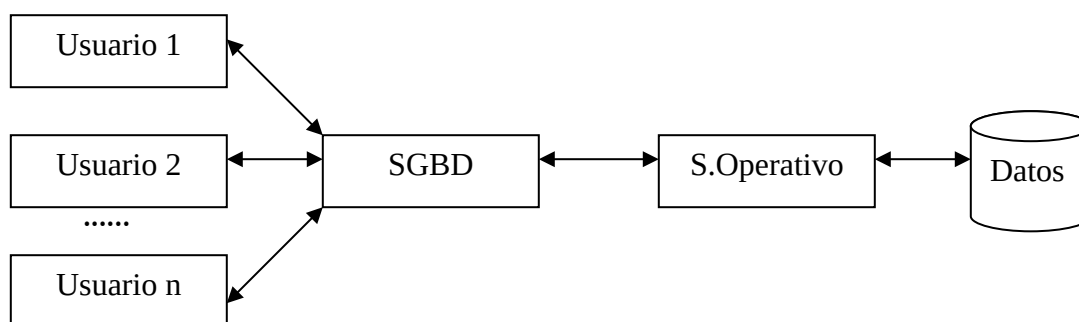 Usuario 1
Usuario 2
SGBD
S.Operativo
Datos
......
Usuario n